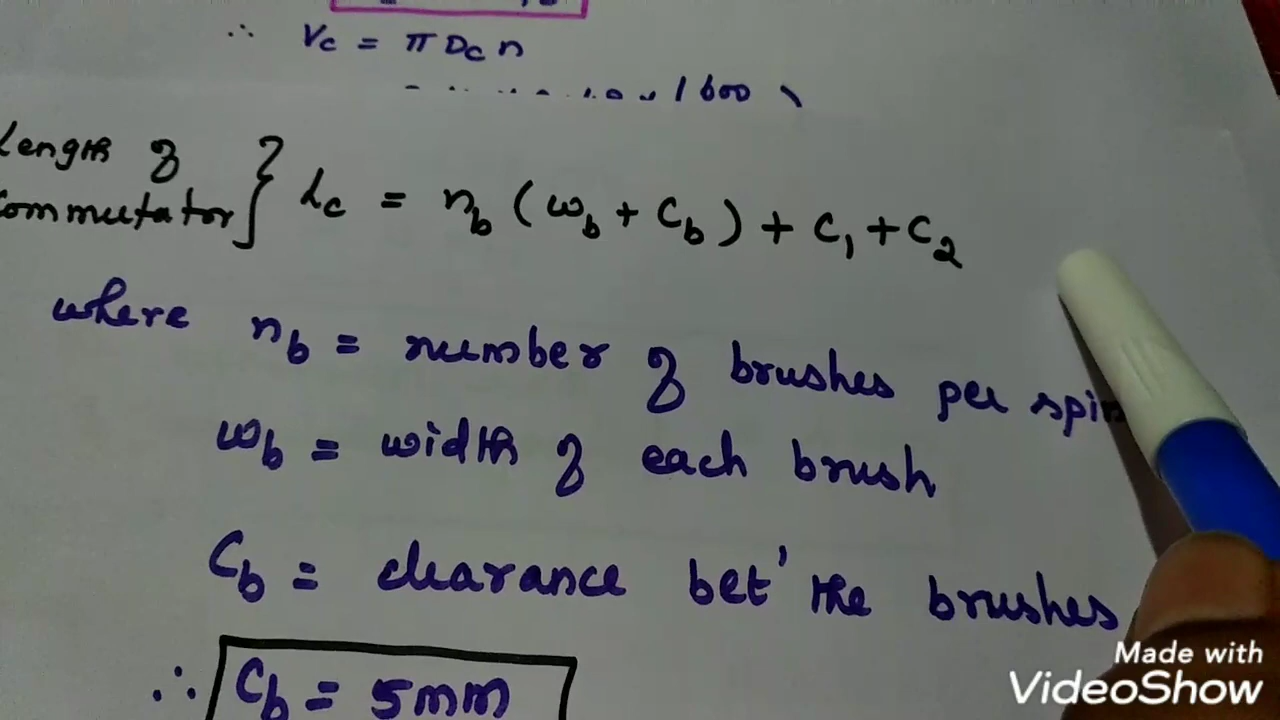 ∴ Vc = π Dc n
Length of
Commutator } Lc = nb (wb + Cb) + C1 + C2
where nb = number of brushes per
wb = width of each brush
Cb = clearance bet' the brushes
∴ Cb = 5mm
Made with
VideoShow